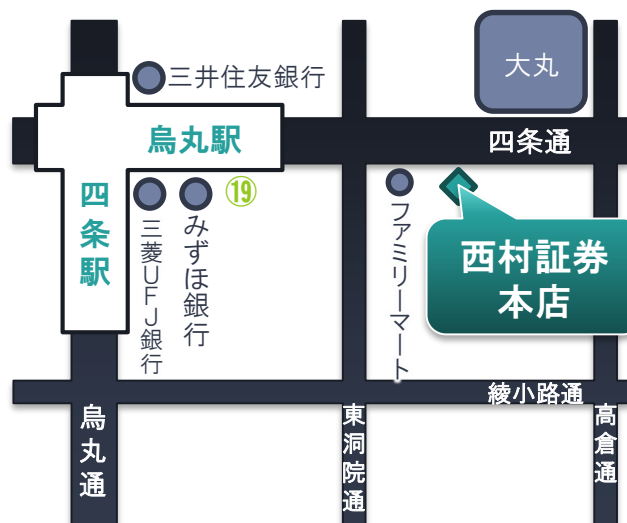 大丸
三井住友銀行
烏丸駅
四条通
四条駅
⑲
三菱UFJ銀行
みずほ銀行
ファミリーマート
西村証券
本店
綾小路通
烏丸通
東洞院通
高倉通